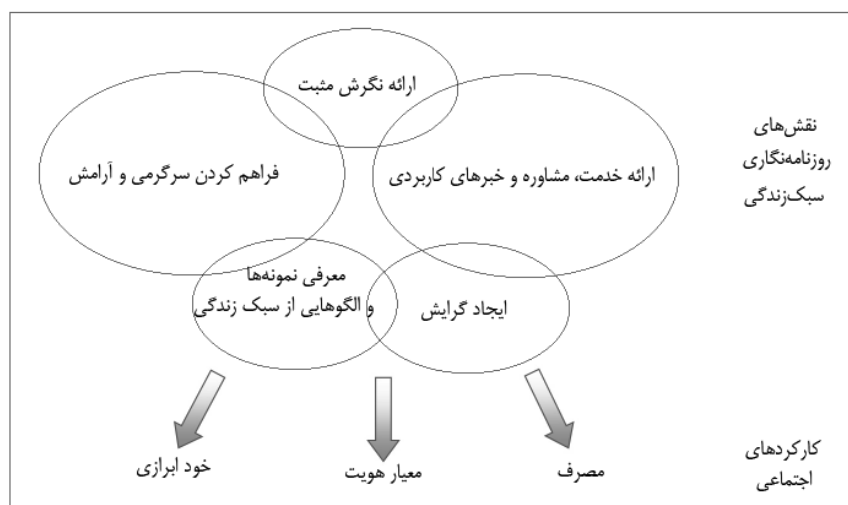 ارائه نگرش مثبت
نقش‌های
روزنامه‌نگاری
سبک‌زندگی
ارائه خدمت، مشاوره و خبرهای کاربردی
فراهم کردن سرگرمی و آرامش
ایجاد گرایش
معرفی نمونه‌ها
و الگوهایی از سبک زندگی
کارکردهای
اجتماعی
مصرف
معیار هویت
خود ابرازی